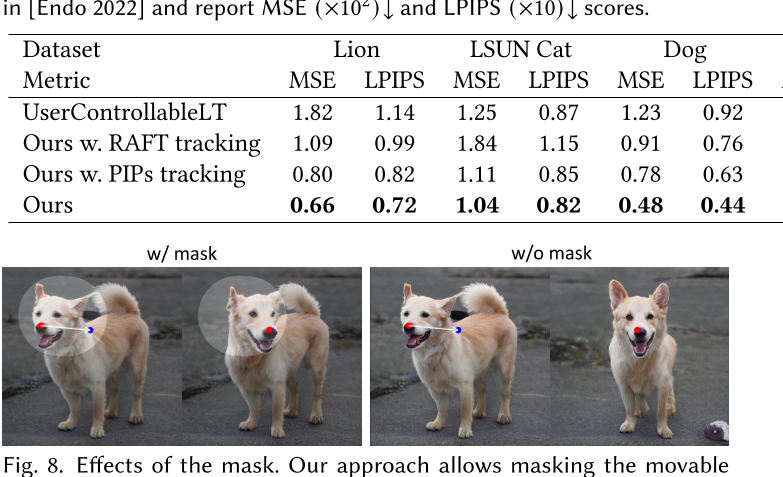 in [Endo 2022] and report MSE (×10²)↓ and LPIPS (×10)↓ scores.
Dataset Lion LSUN Cat Dog
Metric MSE LPIPS MSE LPIPS MSE LPIPS
UserControllableLT 1.82 1.14 1.25 0.87 1.23 0.92
Ours w. RAFT tracking 1.09 0.99 1.84 1.15 0.91 0.76
Ours w. PIPs tracking 0.80 0.82 1.11 0.85 0.78 0.63
Ours 0.66 0.72 1.04 0.82 0.48 0.44
w/ mask w/o mask
Fig. 8. Effects of the mask. Our approach allows masking the movable